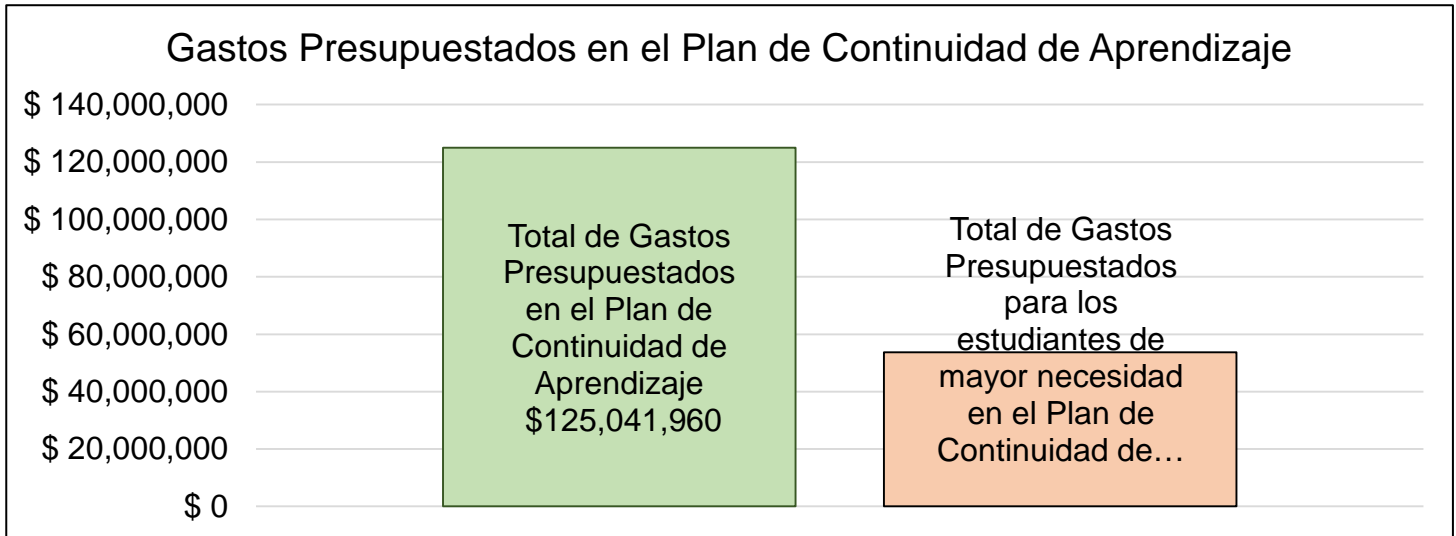 Gastos Presupuestados en el Plan de Continuidad de Aprendizaje
$ 140,000,000
$ 120,000,000
$ 100,000,000
$ 80,000,000
$ 60,000,000
$ 40,000,000
$ 20,000,000
$ 0
Total de Gastos
Presupuestados
en el Plan de
Continuidad de
Aprendizaje
$125,041,960
Total de Gastos
Presupuestados
para los
estudiantes de
mayor necesidad
en el Plan de
Continuidad de…